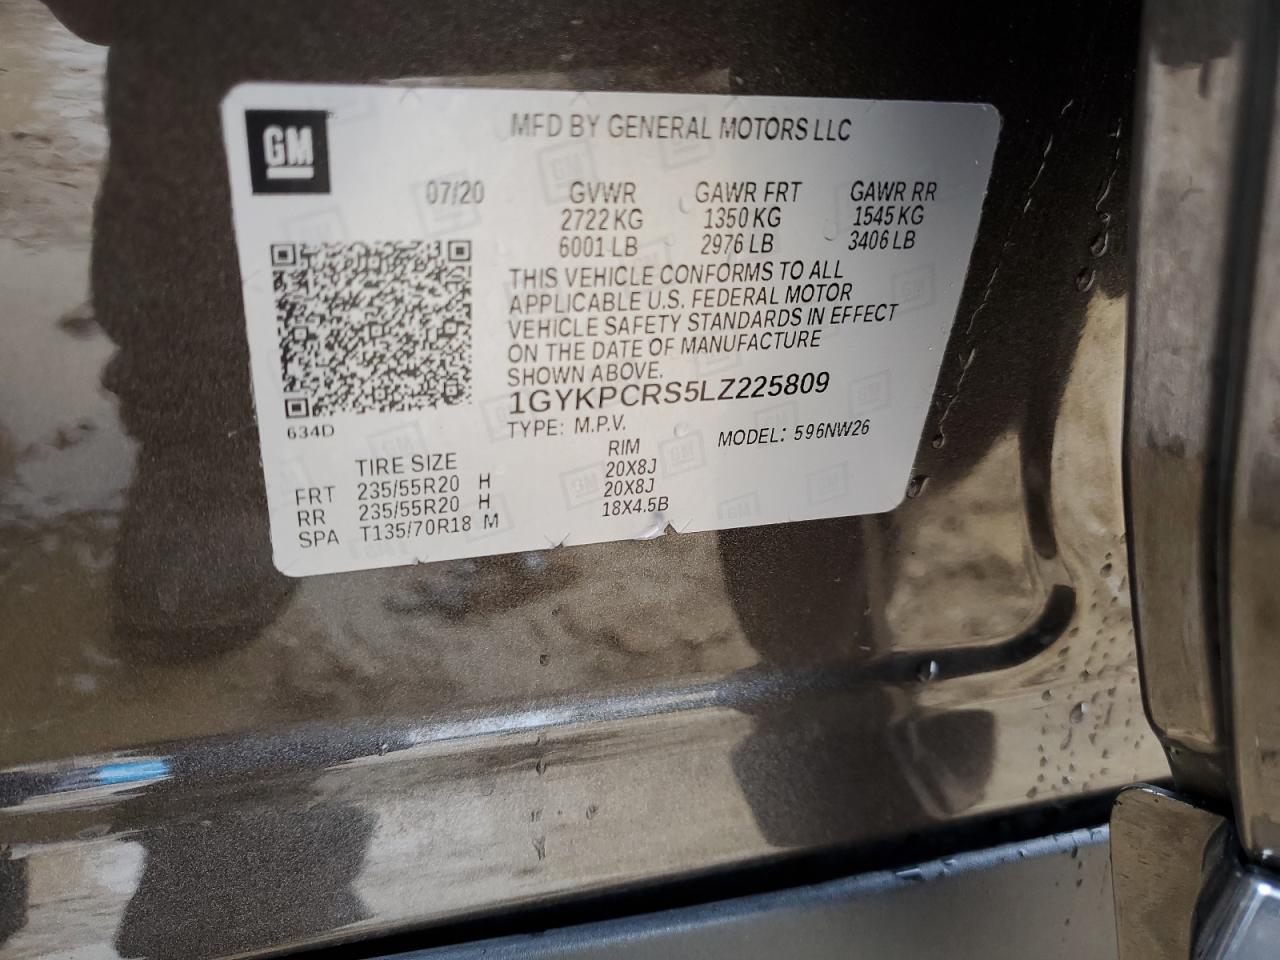 GM
MFD BY GENERAL MOTORS LLC
07/20 GVWR GAWR FRT GAWR RR
2722 KG 1350 KG 1545 KG
6001 LB 2976 LB 3406 LB
THIS VEHICLE CONFORMS TO ALL
APPLICABLE U.S. FEDERAL MOTOR
VEHICLE SAFETY STANDARDS IN EFFECT
ON THE DATE OF MANUFACTURE
SHOWN ABOVE.
1GYKPCRS5LZ225809
634D
TYPE: M.P.V. MODEL: 596NW26
TIRE SIZE RIM
FRT 235/55R20 H 20X8J
RR 235/55R20 H 20X8J
SPA T135/70R18 M 18X4.5B